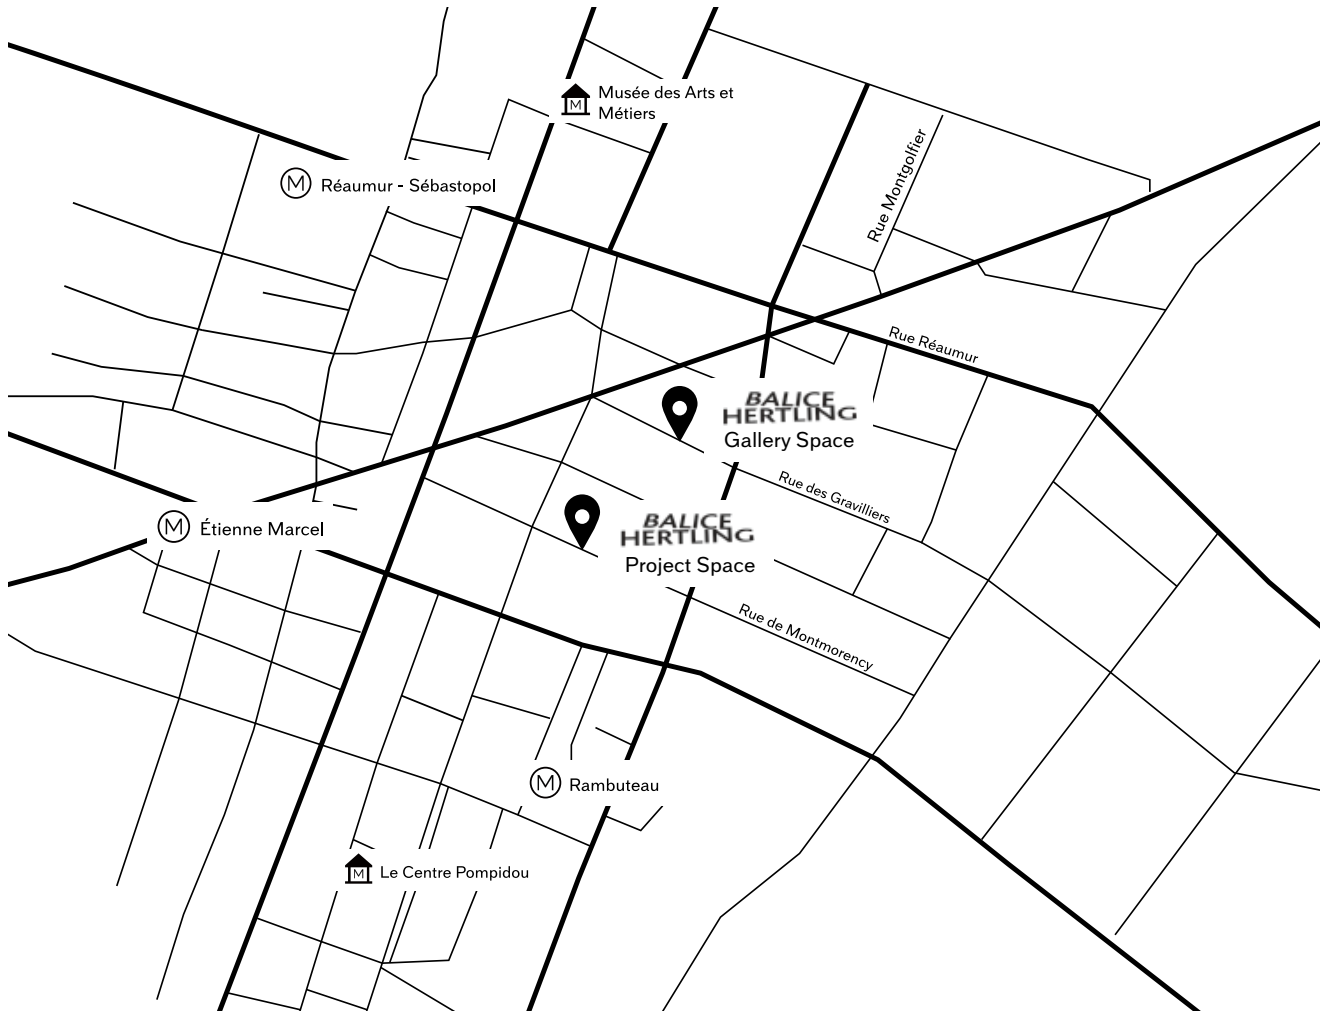 Musée des Arts et
Métiers
M
Rue Montgolfier
M
Réaumur - Sébastopol
Rue Réaumur
BALICE
HERTLING
Gallery Space
Rue des Gravilliers
M
Étienne Marcel
BALICE
HERTLING
Project Space
Rue de Montmorency
M
Rambuteau
M
Le Centre Pompidou